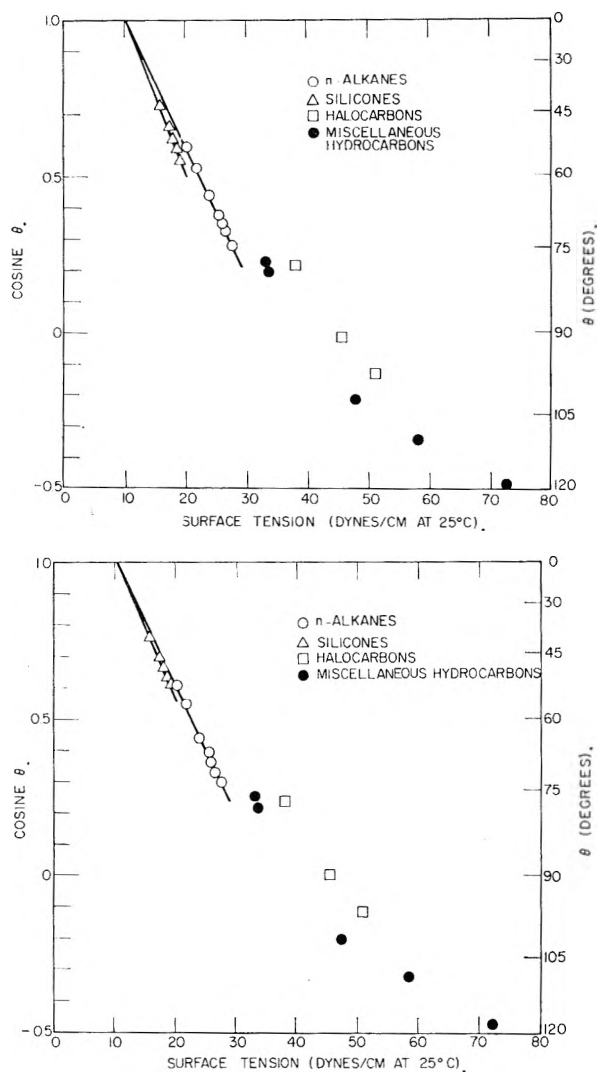 1.0
0.5
0
-0.5
COSINE θ.
0
30
45
60
75
90
105
120
θ (DEGREES)
○ n-ALKANES
△ SILICONES
□ HALOCARBONS
● MISCELLANEOUS
HYDROCARBONS
0 10 20 30 40 50 60 70 80
SURFACE TENSION (DYNES/CM AT 25°C).
1.0
0.5
0
-0.5
COSINE θ.
0
30
45
60
75
90
105
120
θ (DEGREES)
○ n-ALKANES
△ SILICONES
□ HALOCARBONS
● MISCELLANEOUS HYDROCARBONS
0 10 20 30 40 50 60 70 80
SURFACE TENSION (DYNES/CM AT 25°C).